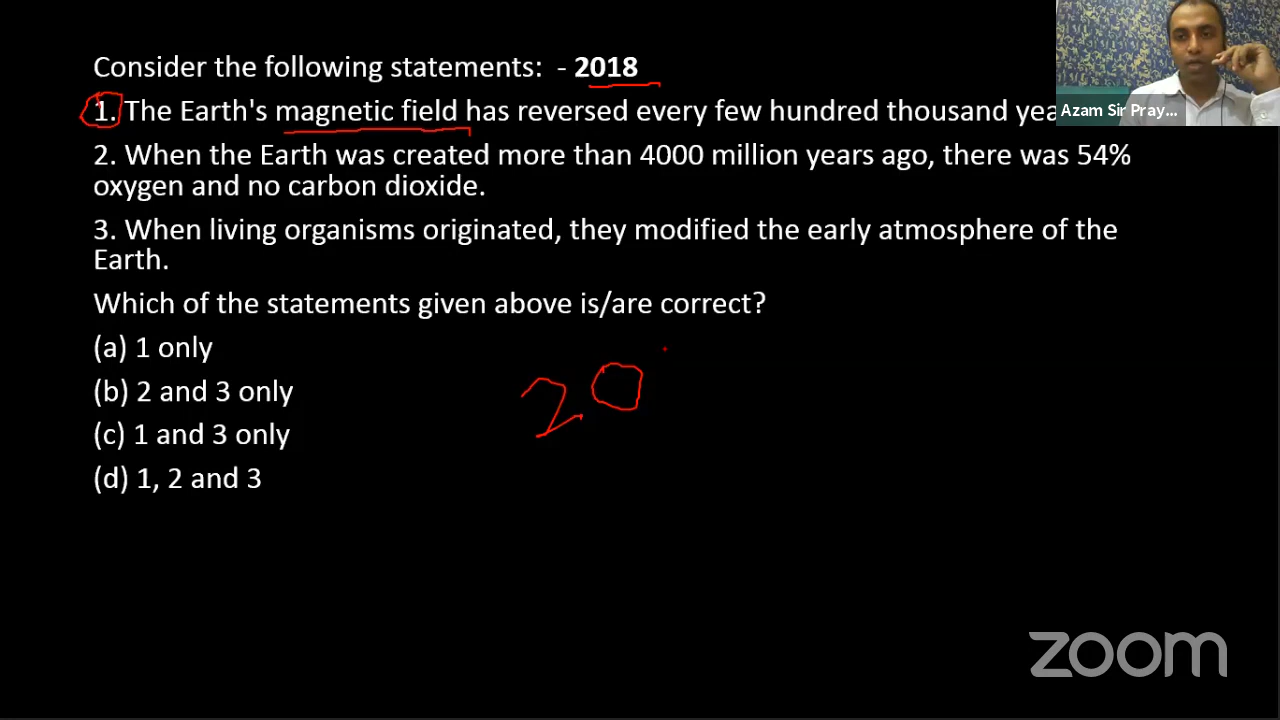 Consider the following statements: - 2018
1. The Earth's magnetic field has reversed every few hundred thousand
Azam Sir Pray...
2. When the Earth was created more than 4000 million years ago, there was 54%
oxygen and no carbon dioxide.
3. When living organisms originated, they modified the early atmosphere of the
Earth.
Which of the statements given above is/are correct?
(a) 1 only
(b) 2 and 3 only
(c) 1 and 3 only
(d) 1, 2 and 3
20
zoom